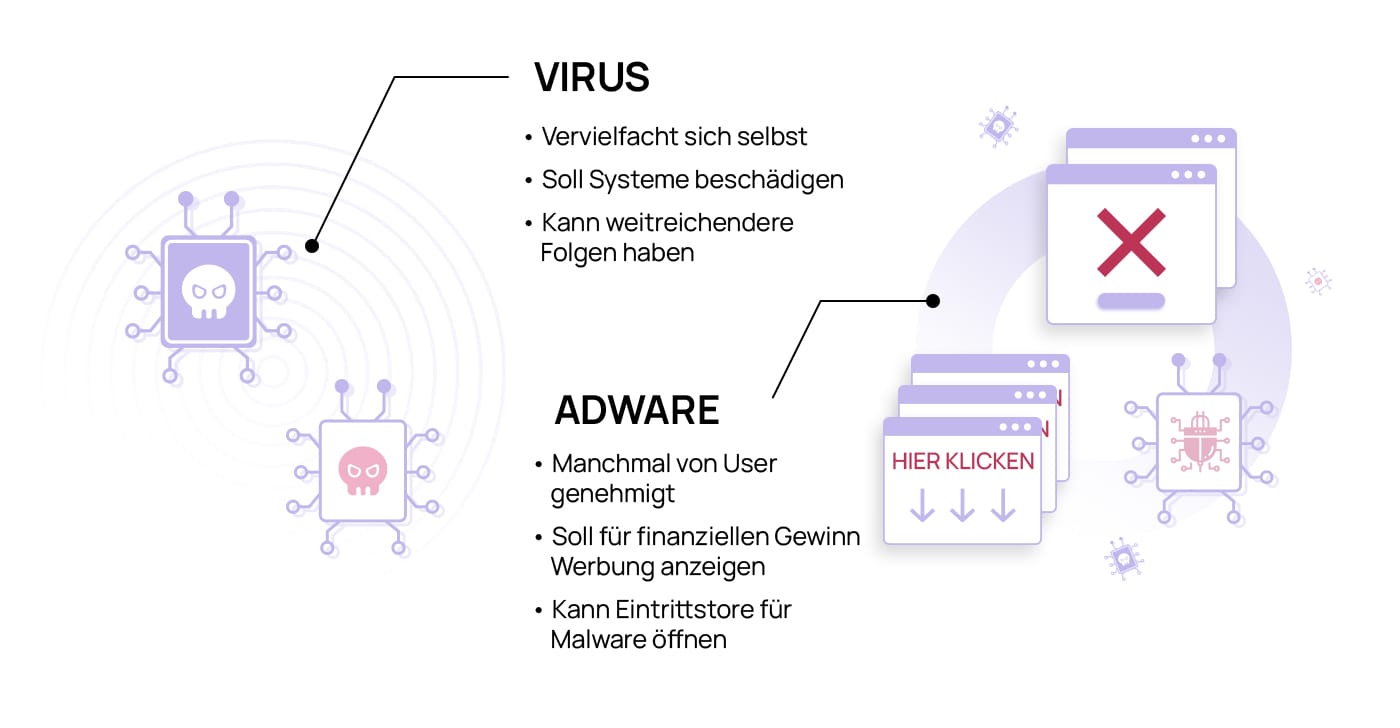 VIRUS
• Vervielfacht sich selbst
• Soll Systeme beschädigen
• Kann weitreichendere
Folgen haben
ADWARE
• Manchmal von User
genehmigt
• Soll für finanziellen Gewinn
Werbung anzeigen
• Kann Eintrittstore für
Malware öffnen
N
N
HIER KLICKEN